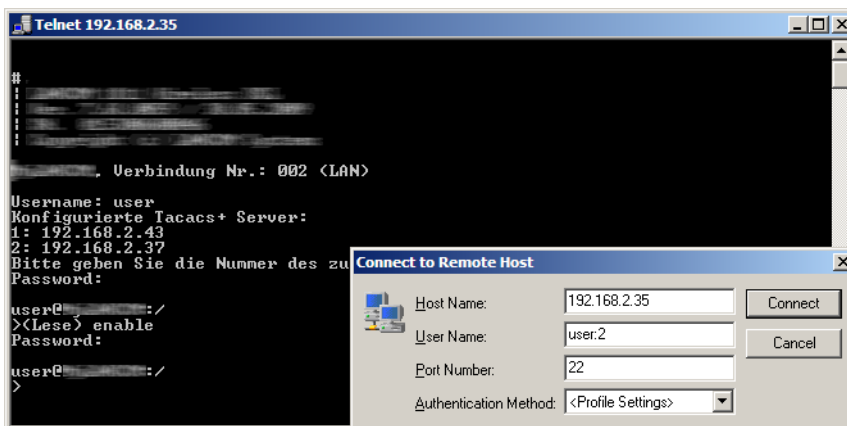 Telnet 192.168.2.35
#
, Verbindung Nr.: 002 (LAN)
Username: user
Konfigurierte Tacacs+ Server:
1: 192.168.2.43
2: 192.168.2.37
Bitte geben Sie die Nummer des zu
Password:
user@ :/
>(Lese) enable
Password:
user@ :/
>
Connect to Remote Host
Host Name: 192.168.2.35
Connect
User Name: user:2
Cancel
Port Number: 22
Authentication Method: <Profile Settings>